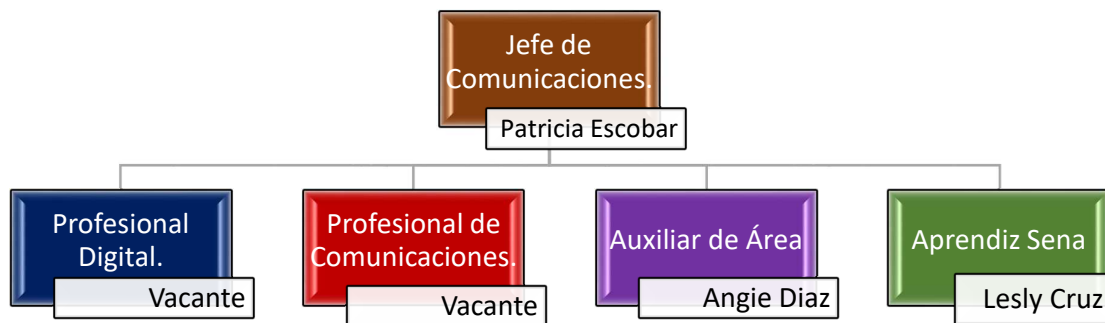 Jefe de
Comunicaciones.
Patricia Escobar
Profesional
Digital.
Vacante
Profesional de
Comunicaciones.
Vacante
Auxiliar de Área
Angie Diaz
Aprendiz Sena
Lesly Cruz